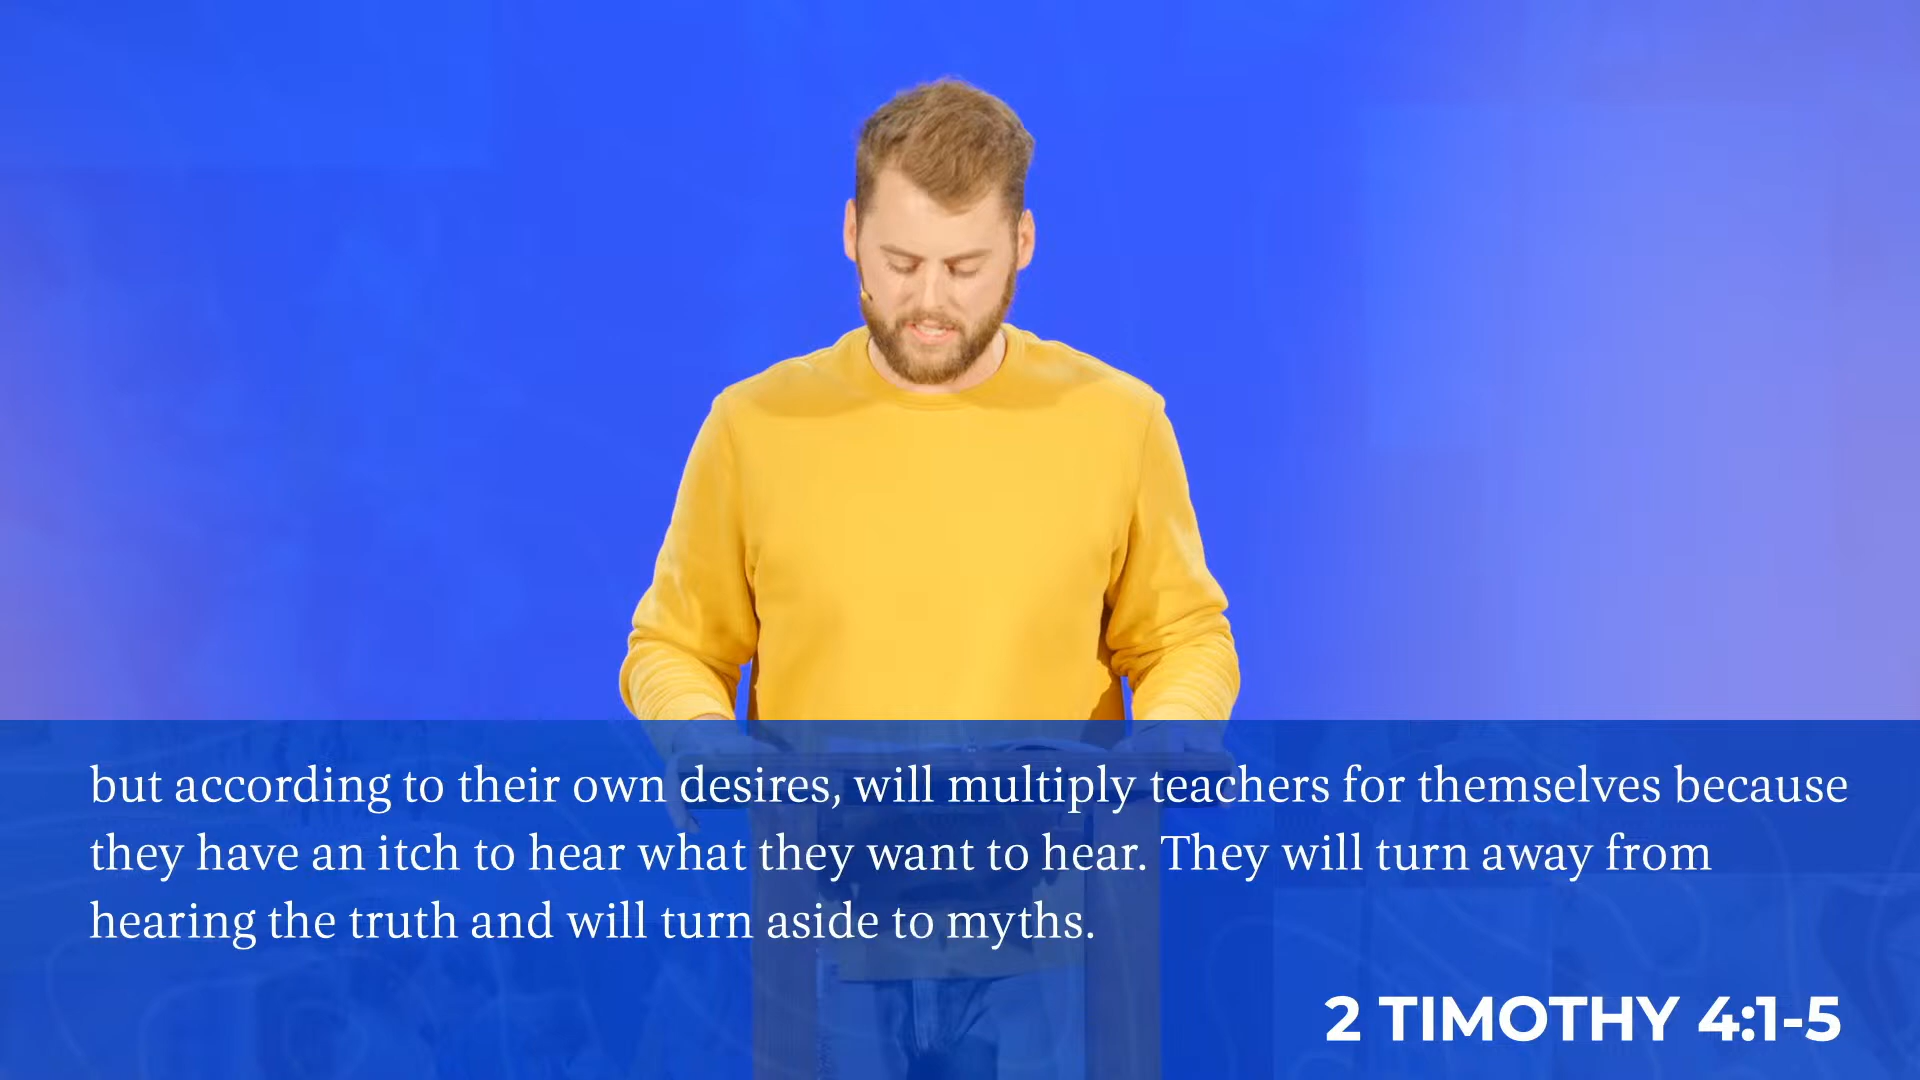 but according to their own desires, will multiply teachers for themselves because
they have an itch to hear what they want to hear. They will turn away from
hearing the truth and will turn aside to myths.
2 TIMOTHY 4:1-5